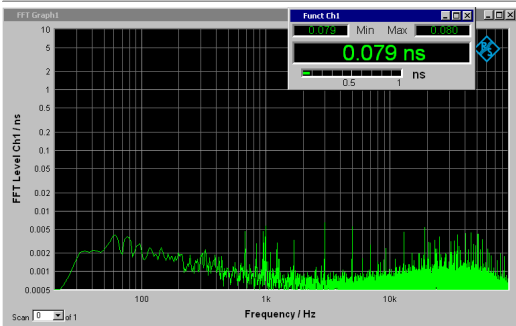 FFT Graph1
Funct Ch1
0.079 Min Max 0.080
0.079 ns
0.5 1 ns
FFT Level Ch1 / ns
10
5
2
1
0.5
0.1
0.05
0.02
0.01
0.005
0.002
0.001
0.0005
100 1k 10k
Frequency / Hz
Scan 0 of 1